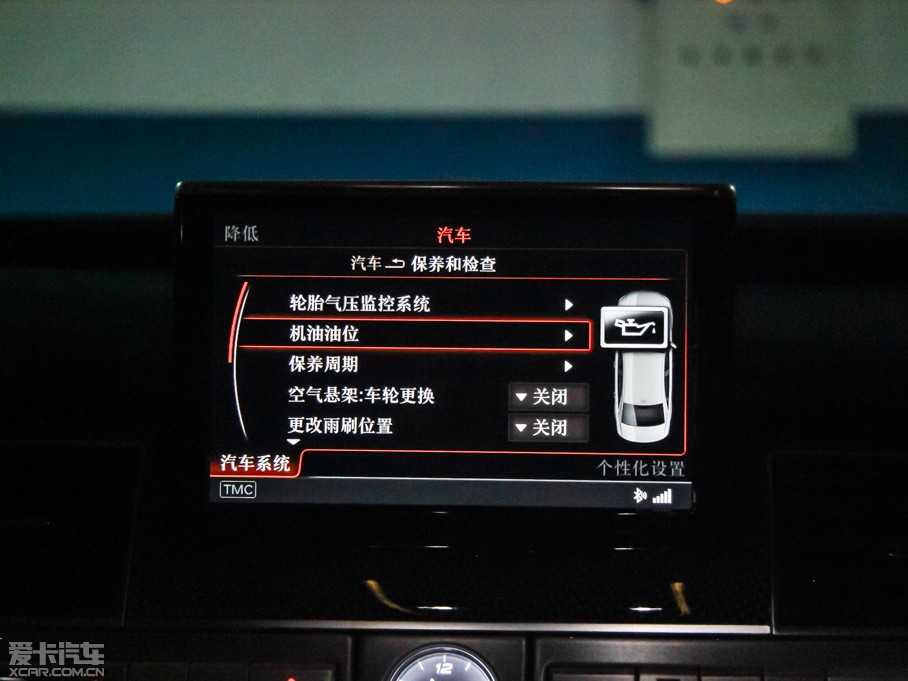 降低
汽车
汽车 保养和检查
轮胎气压监控系统
机油油位
保养周期
空气悬架:车轮更换 关闭
更改雨刷位置 关闭
汽车系统 个性化设置
TMC
12
爱卡汽车
XCAR.COM.CN